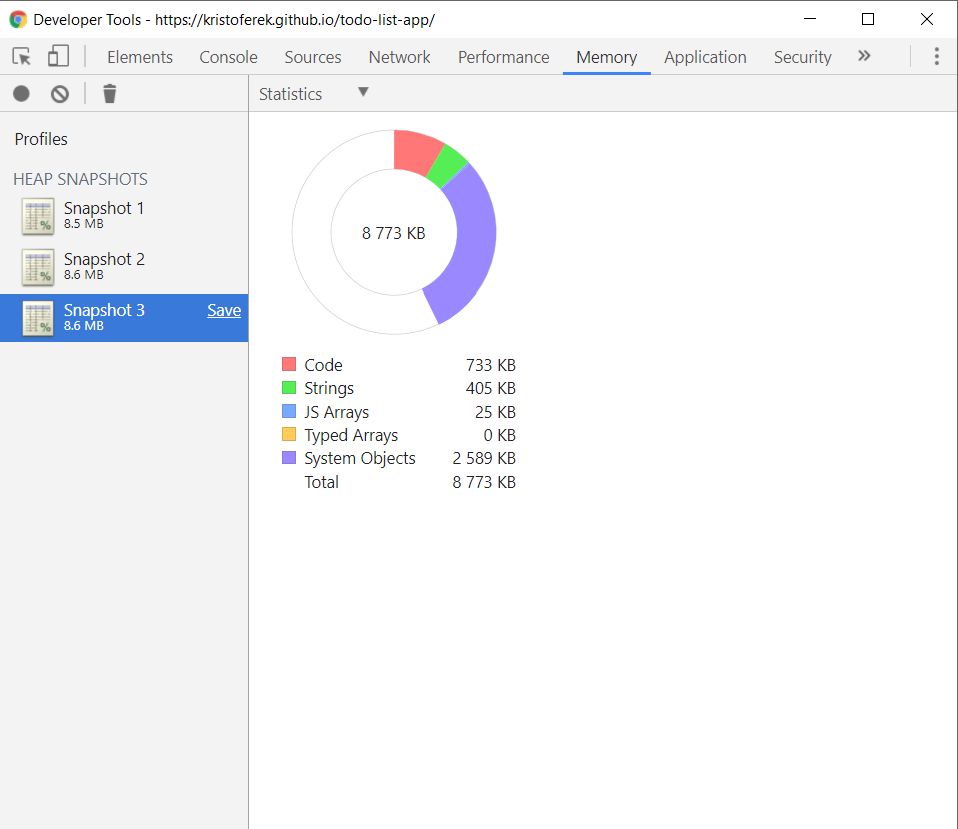 Developer Tools - https://kristoferek.github.io/todo-list-app/
Elements Console Sources Network Performance Memory Application Security »
Statistics ▼
Profiles
HEAP SNAPSHOTS
Snapshot 1
8.5 MB
Snapshot 2
8.6 MB
Snapshot 3 Save
8.6 MB
8 773 KB
Code 733 KB
Strings 405 KB
JS Arrays 25 KB
Typed Arrays 0 KB
System Objects 2 589 KB
Total 8 773 KB